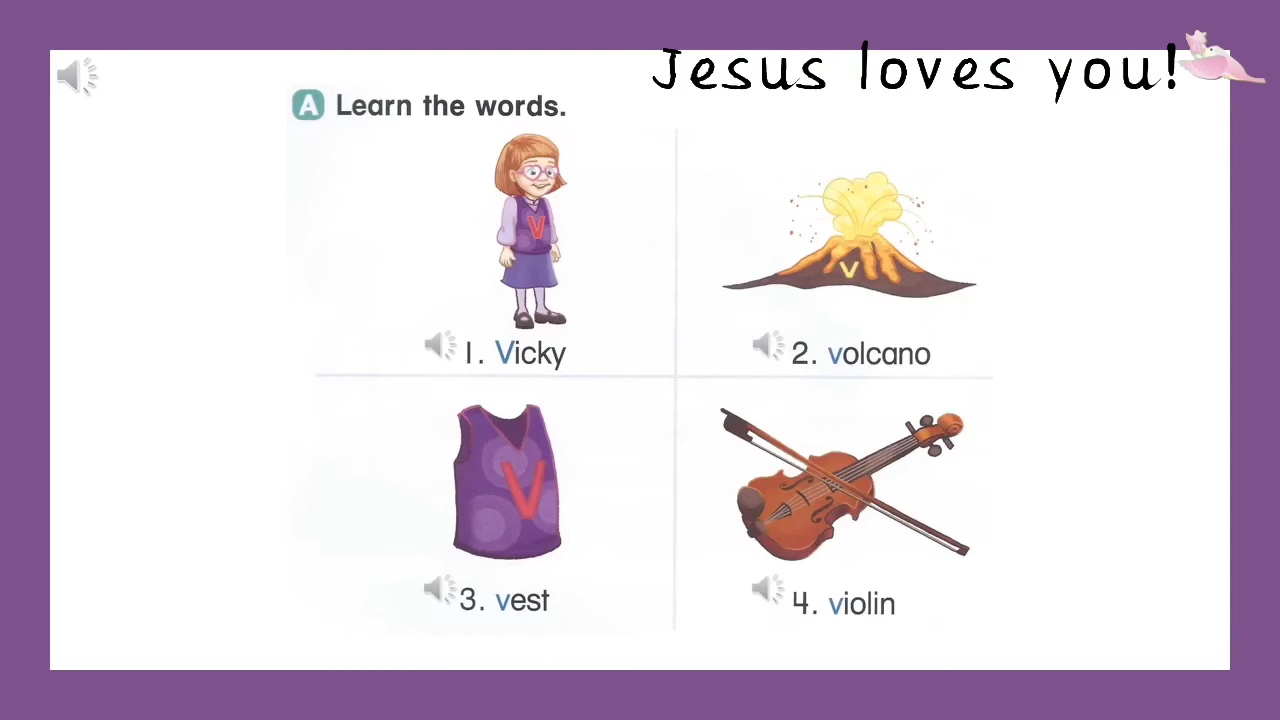 Jesus loves you!
A Learn the words.
V
V
1. Vicky
2. volcano
V
3. vest
4. violin